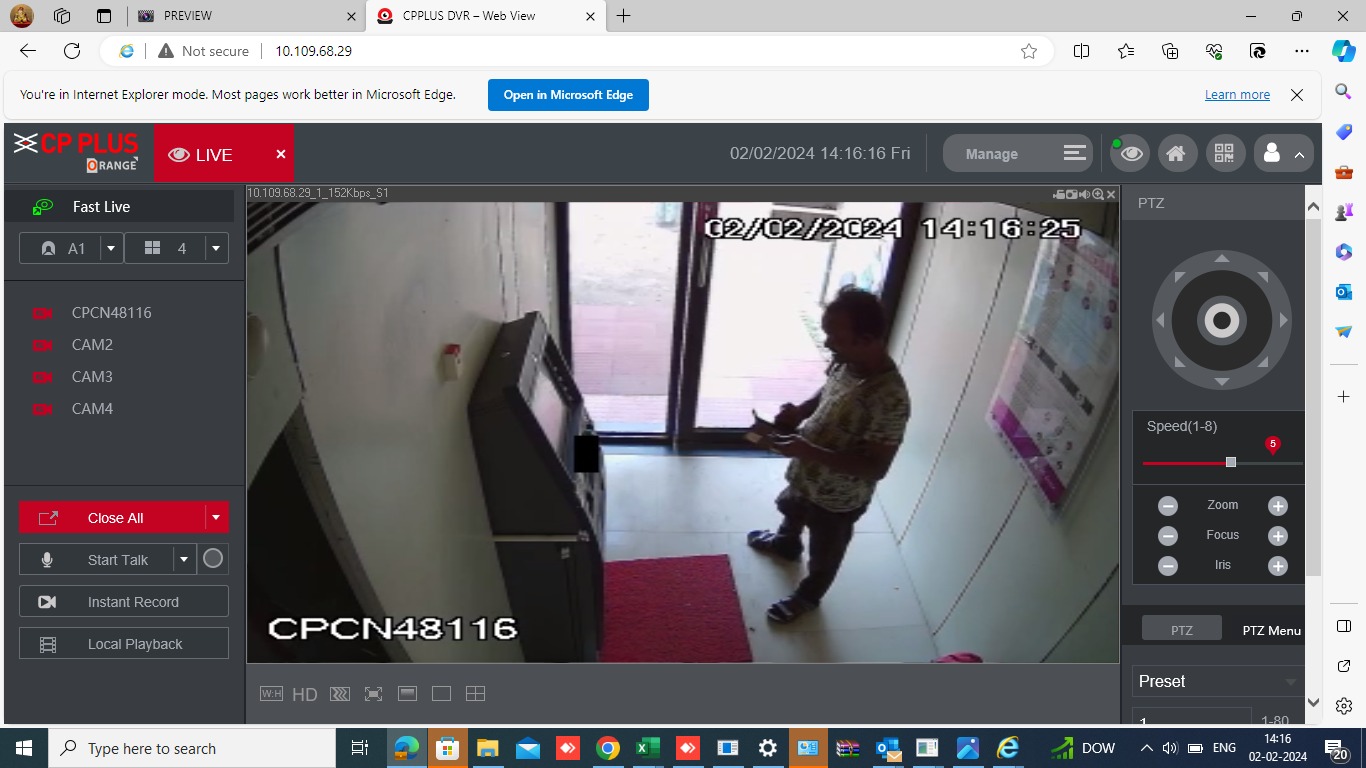 PREVIEW
CPPLUS DVR – Web View
Not secure
10.109.68.29
You're in Internet Explorer mode. Most pages work better in Microsoft Edge.
Open in Microsoft Edge
Learn more
CP PLUS
ORANGE
LIVE
02/02/2024 14:16:16 Fri
Manage
Fast Live
A1
4
CPCN48116
CAM2
CAM3
CAM4
Close All
Start Talk
Instant Record
Local Playback
10.109.68.29_1_152Kbps_S1
02/02/2024 14:16:25
CPCN48116
W:H
HD
PTZ
Speed(1-8)
5
Zoom
Focus
Iris
PTZ
PTZ Menu
Preset
1
1-80
Type here to search
DOW
ENG
14:16
02-02-2024
20